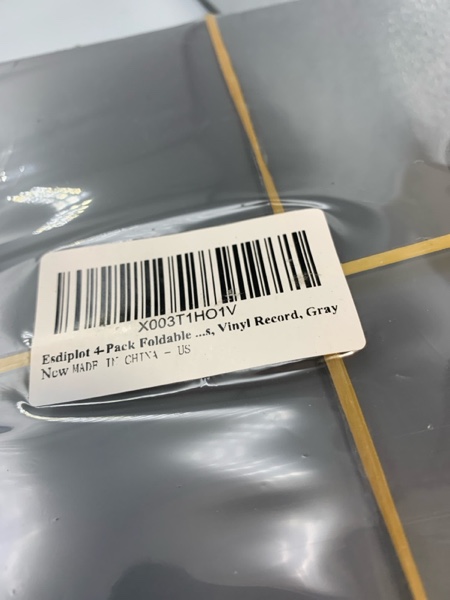 X003T1HO1V
Esdiplot 4-Pack Foldable ...s, Vinyl Record, Gray
New MADE IN CHINA - US